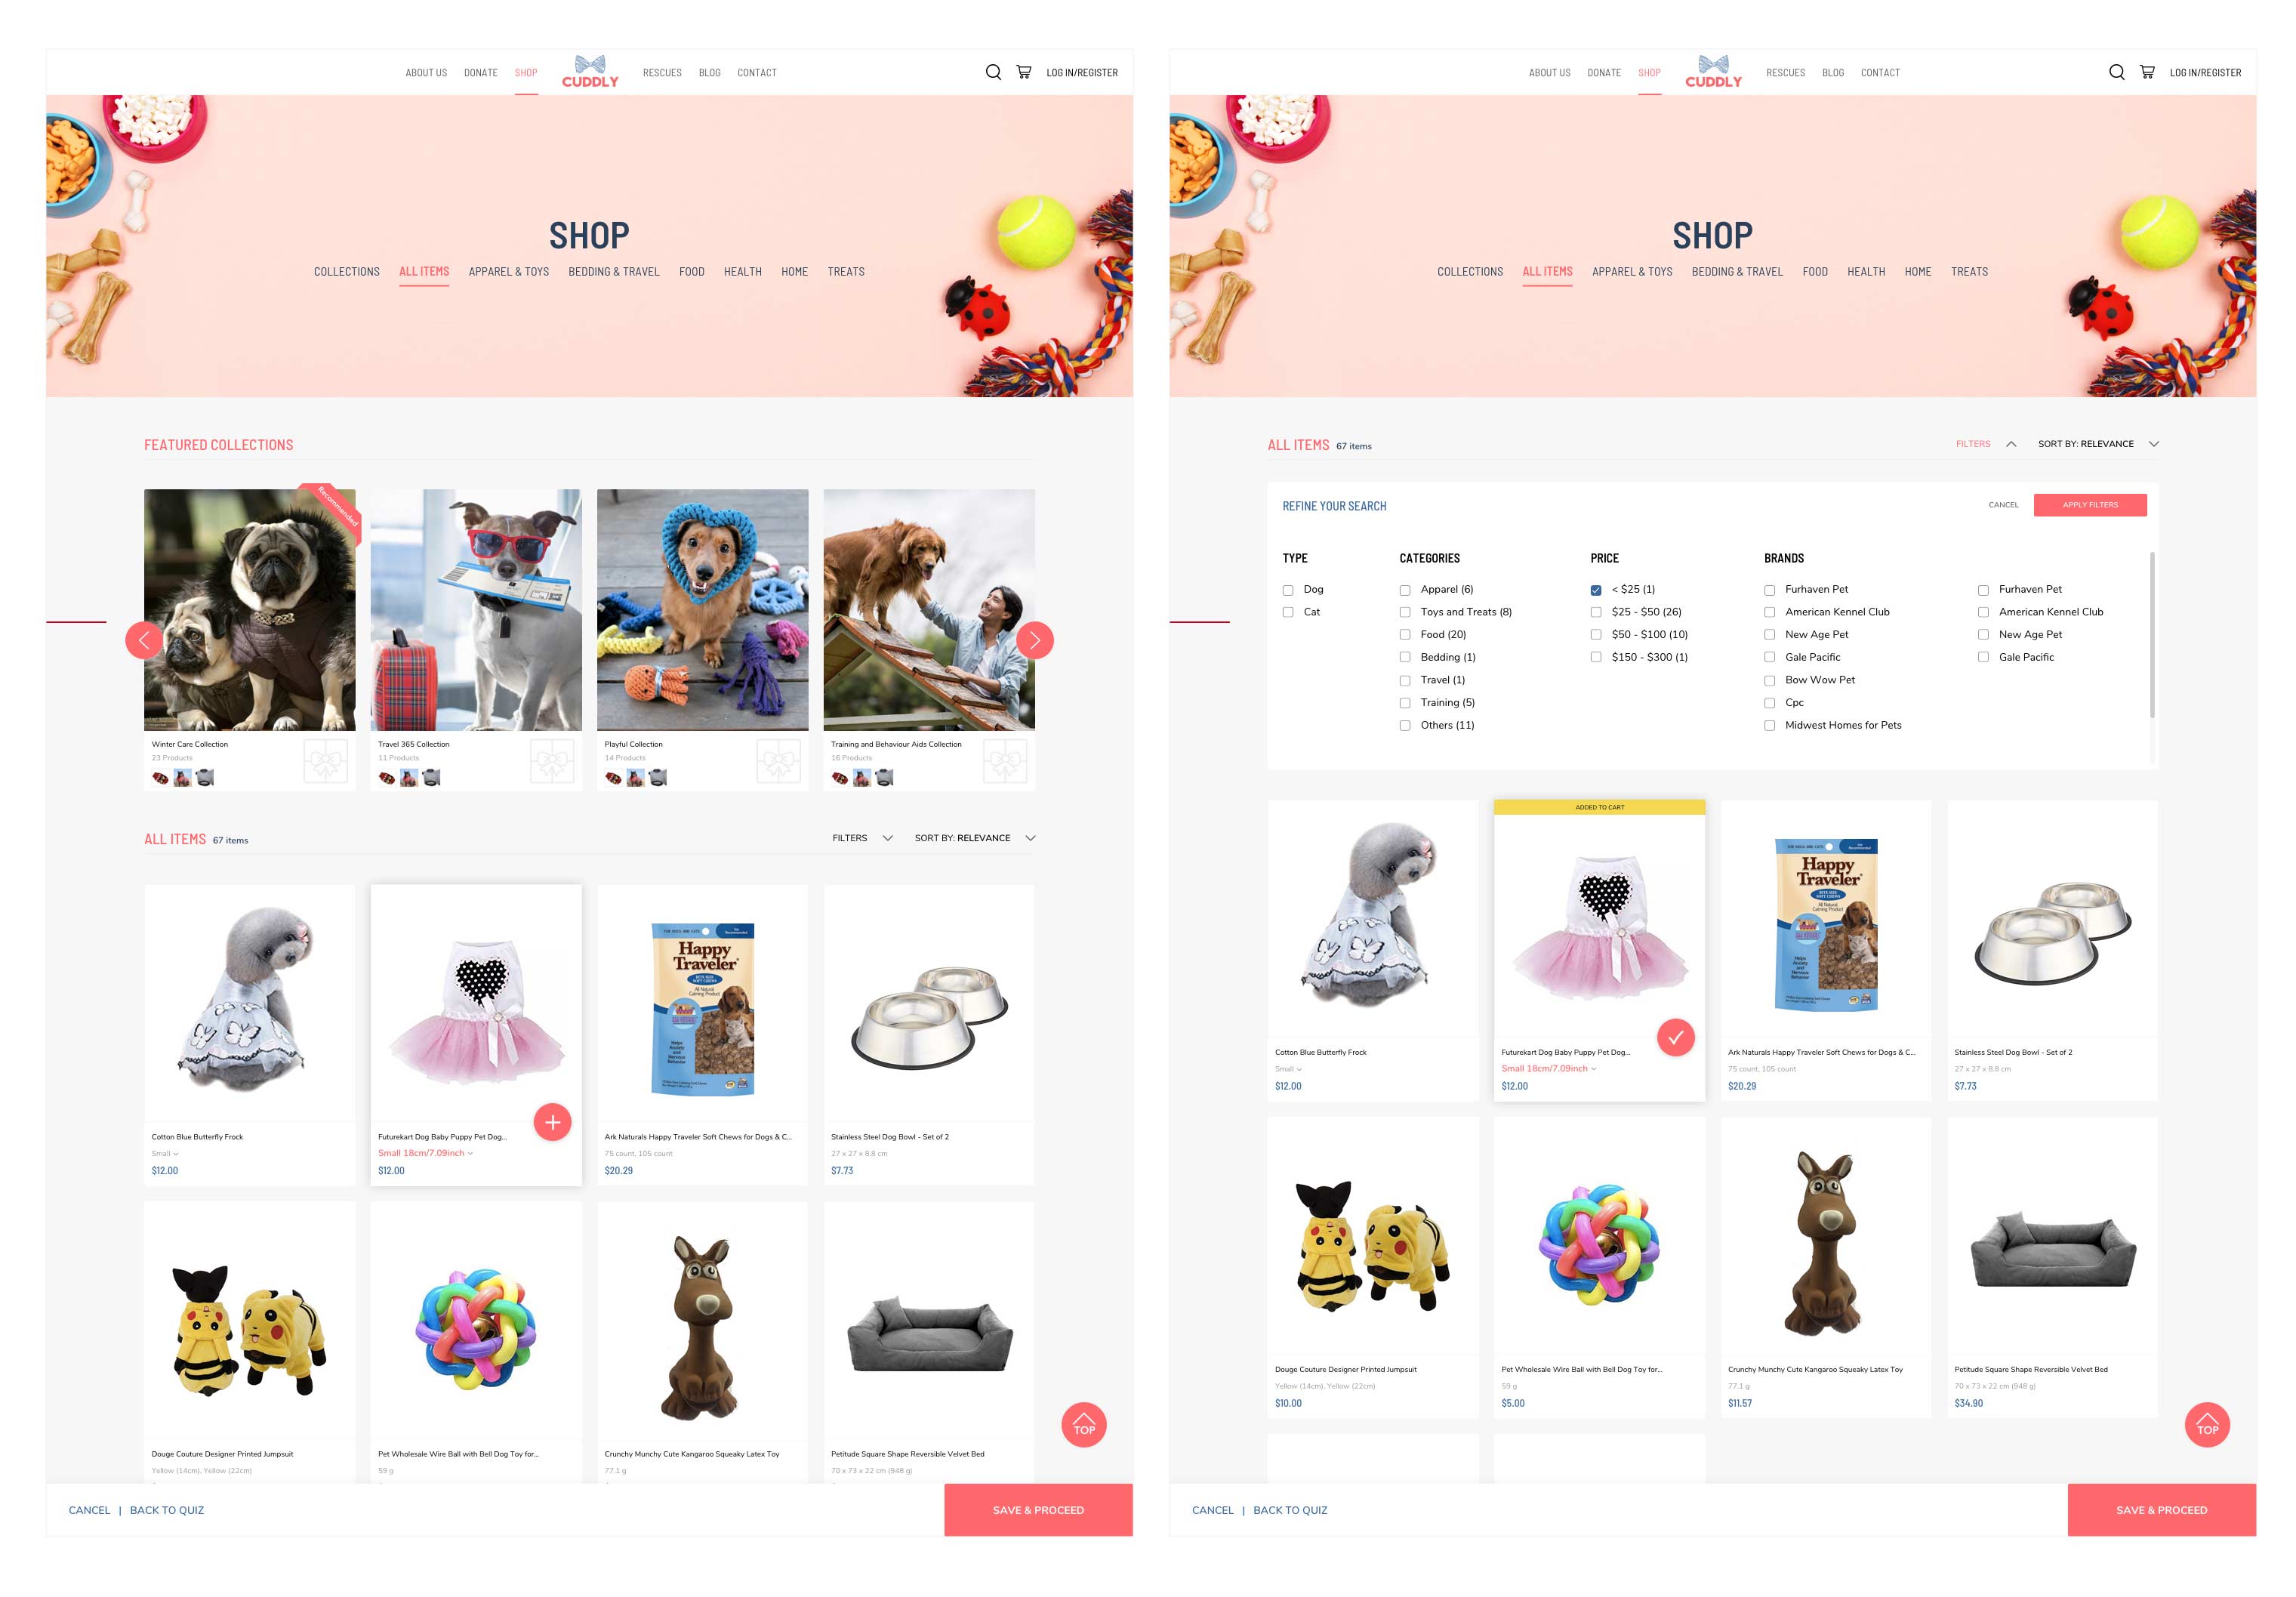 ABOUT US DONATE SHOP CUDDLY RESCUES BLOG CONTACT LOG IN/REGISTER
SHOP
COLLECTIONS ALL ITEMS APPAREL & TOYS BEDDING & TRAVEL FOOD HEALTH HOME TREATS
FEATURED COLLECTIONS
Recommended
Winter Care Collection
23 Products
Travel 365 Collection
11 Products
Playful Collection
14 Products
Training and Behaviour Aids Collection
16 Products
ALL ITEMS 67 items FILTERS SORT BY: RELEVANCE
Happy
Traveler
Cotton Blue Butterfly Frock
Small
$12.00
Futurekart Dog Baby Puppy Pet Dog...
Small 18cm/7.09inch
$12.00
Ark Naturals Happy Traveler Soft Chews for Dogs & C...
75 count, 105 count
$20.29
Stainless Steel Dog Bowl - Set of 2
27 x 27 x 8.8 cm
$7.73
Douge Couture Designer Printed Jumpsuit
Yellow (14cm), Yellow (22cm)
Pet Wholesale Wire Ball with Bell Dog Toy for...
59 g
Crunchy Munchy Cute Kangaroo Squeaky Latex Toy
77.1 g
Petitude Square Shape Reversible Velvet Bed
70 x 73 x 22 cm (948 g)
TOP
CANCEL | BACK TO QUIZ SAVE & PROCEED
ABOUT US DONATE SHOP CUDDLY RESCUES BLOG CONTACT LOG IN/REGISTER
SHOP
COLLECTIONS ALL ITEMS APPAREL & TOYS BEDDING & TRAVEL FOOD HEALTH HOME TREATS
ALL ITEMS 67 items FILTERS SORT BY: RELEVANCE
REFINE YOUR SEARCH CANCEL APPLY FILTERS
TYPE
Dog
Cat
CATEGORIES
Apparel (6)
Toys and Treats (8)
Food (20)
Bedding (1)
Travel (1)
Training (5)
Others (11)
PRICE
< $25 (1)
$25 - $50 (26)
$50 - $100 (10)
$150 - $300 (1)
BRANDS
Furhaven Pet
American Kennel Club
New Age Pet
Gale Pacific
Bow Wow Pet
Cpc
Midwest Homes for Pets
Furhaven Pet
American Kennel Club
New Age Pet
Gale Pacific
ADDED TO CART
Happy
Traveler
Cotton Blue Butterfly Frock
Small
$12.00
Futurekart Dog Baby Puppy Pet Dog...
Small 18cm/7.09inch
$12.00
Ark Naturals Happy Traveler Soft Chews for Dogs & C...
75 count, 105 count
$20.29
Stainless Steel Dog Bowl - Set of 2
27 x 27 x 8.8 cm
$7.73
Douge Couture Designer Printed Jumpsuit
Yellow (14cm), Yellow (22cm)
$10.00
Pet Wholesale Wire Ball with Bell Dog Toy for...
59 g
$5.00
Crunchy Munchy Cute Kangaroo Squeaky Latex Toy
77.1 g
$11.57
Petitude Square Shape Reversible Velvet Bed
70 x 73 x 22 cm (948 g)
$34.90
TOP
CANCEL | BACK TO QUIZ SAVE & PROCEED